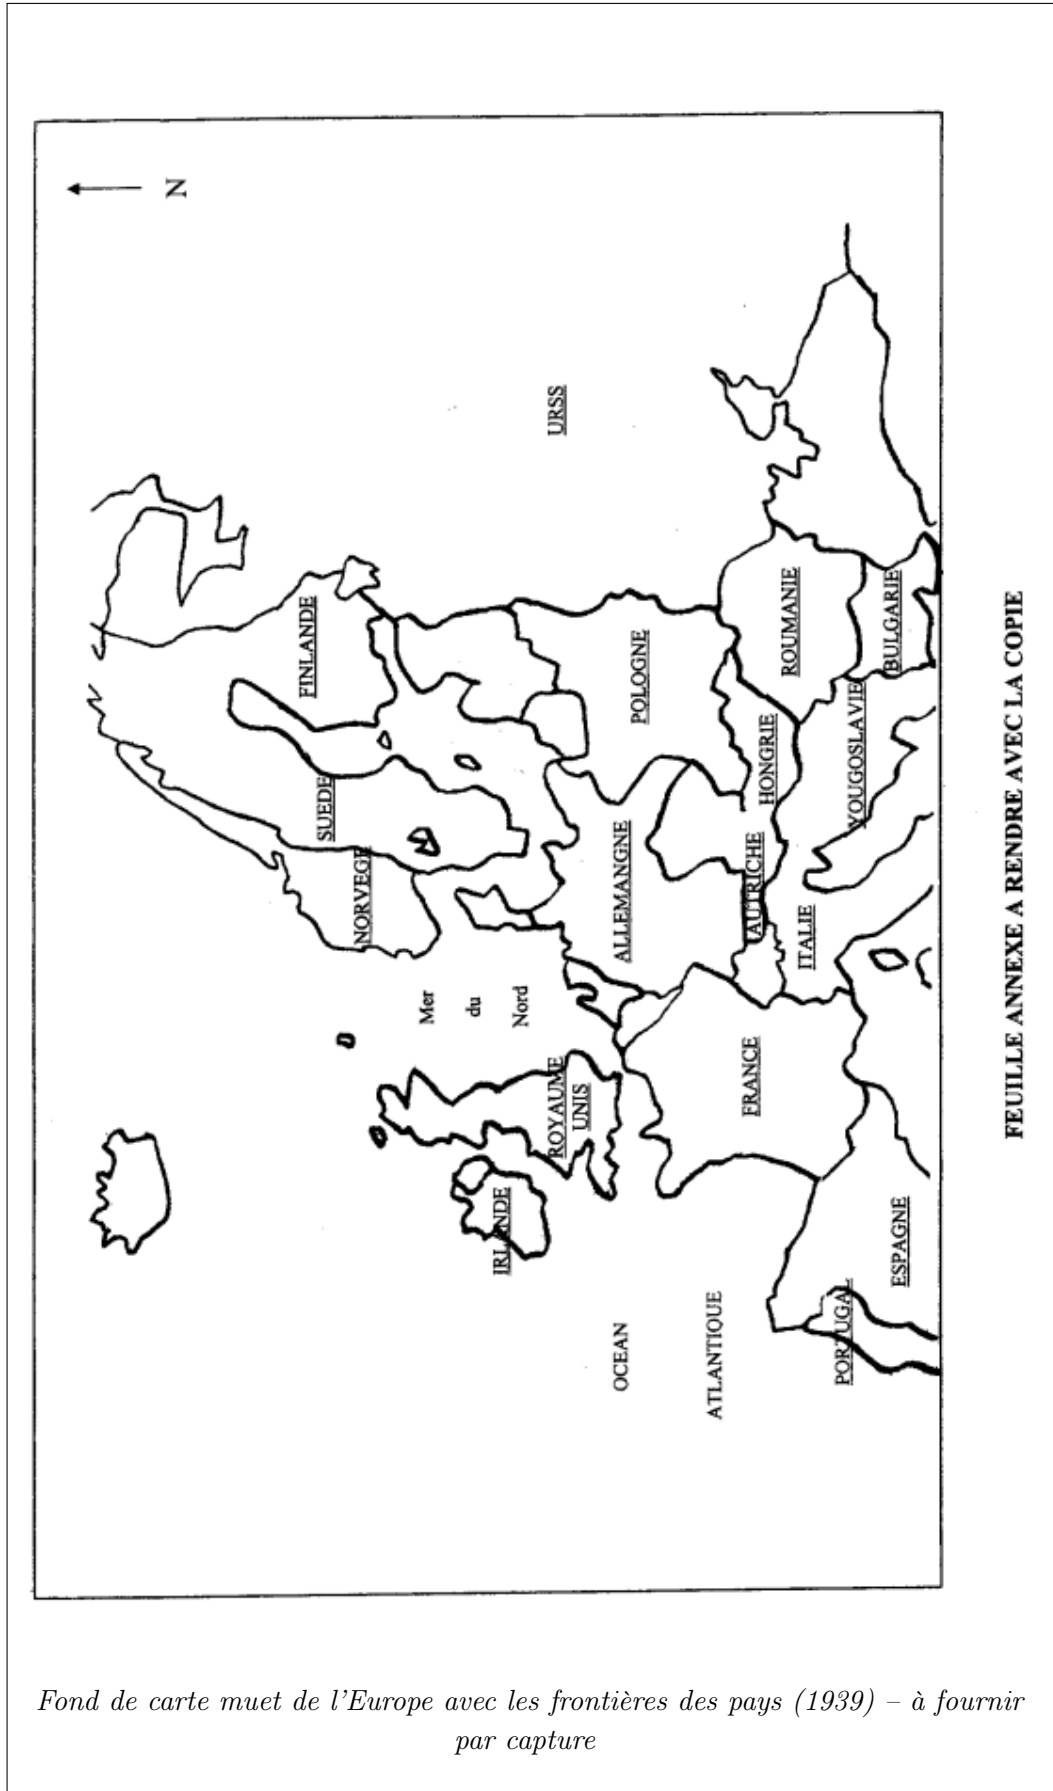 N
URSS
FINLANDE
SUEDE
NORVEGE
POLOGNE
ROUMANIE
BULGARIE
HONGRIE
YOUGOSLAVIE
ALLEMANGNE
AUTRICHE
ITALIE
Mer
du
Nord
ROYAUME
UNIS
IRLANDE
FRANCE
OCEAN
ATLANTIQUE
PORTUGAL
ESPAGNE
FEUILLE ANNEXE A RENDRE AVEC LA COPIE
Fond de carte muet de l'Europe avec les frontières des pays (1939) – à fournir
par capture